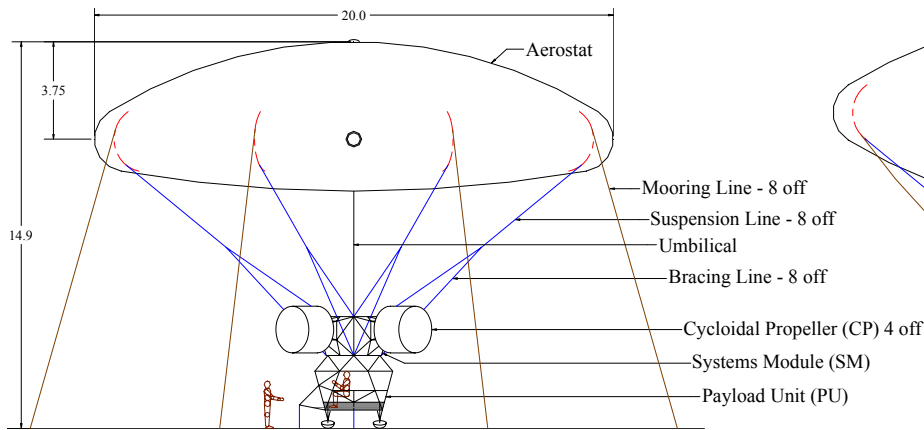 20.0
Aerostat
3.75
Mooring Line - 8 off
Suspension Line - 8 off
14.9
Umbilical
Bracing Line - 8 off
Cycloidal Propeller (CP) 4 off
Systems Module (SM)
Payload Unit (PU)